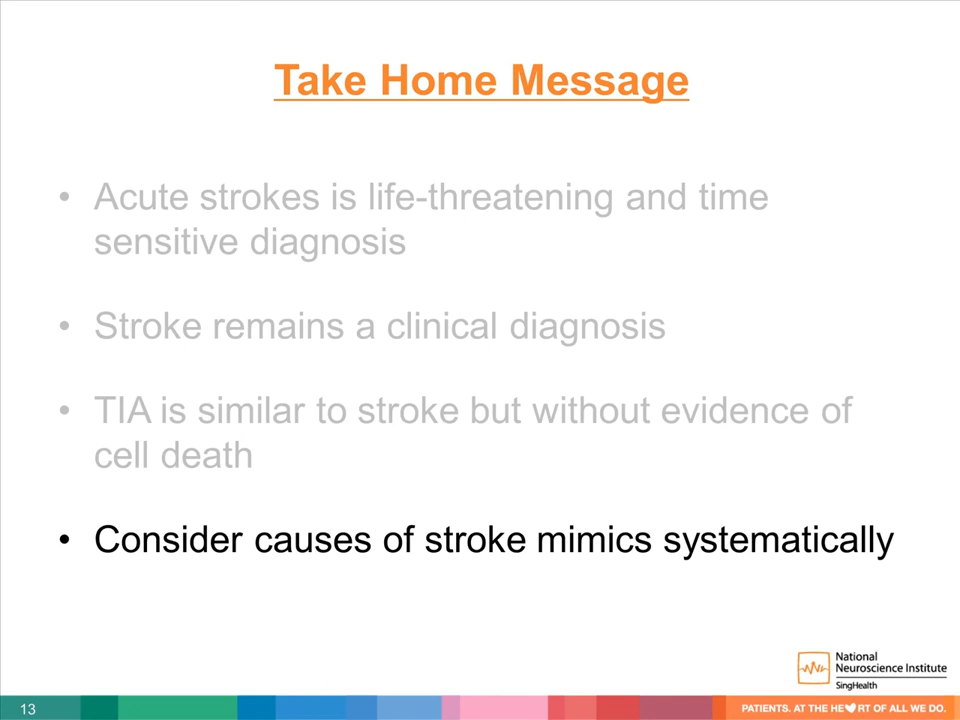 Take Home Message
• Acute strokes is life-threatening and time
sensitive diagnosis
• Stroke remains a clinical diagnosis
• TIA is similar to stroke but without evidence of
cell death
• Consider causes of stroke mimics systematically
National
Neuroscience Institute
SingHealth
13
PATIENTS. AT THE HE♥RT OF ALL WE DO.